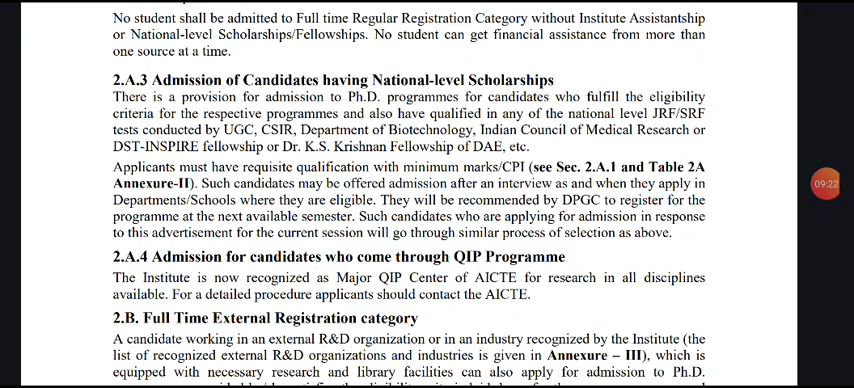 No student shall be admitted to Full time Regular Registration Category without Institute Assistantship
or National-level Scholarships/Fellowships. No student can get financial assistance from more than
one source at a time.
2.A.3 Admission of Candidates having National-level Scholarships
There is a provision for admission to Ph.D. programmes for candidates who fulfill the eligibility
criteria for the respective programmes and also have qualified in any of the national level JRF/SRF
tests conducted by UGC, CSIR, Department of Biotechnology, Indian Council of Medical Research or
DST-INSPIRE fellowship or Dr. K.S. Krishnan Fellowship of DAE, etc.
Applicants must have requisite qualification with minimum marks/CPI (see Sec. 2.A.1 and Table 2A
Annexure-II). Such candidates may be offered admission after an interview as and when they apply in
Departments/Schools where they are eligible. They will be recommended by DPGC to register for the
programme at the next available semester. Such candidates who are applying for admission in response
to this advertisement for the current session will go through similar process of selection as above.
09:22
2.A.4 Admission for candidates who come through QIP Programme
The Institute is now recognized as Major QIP Center of AICTE for research in all disciplines
available. For a detailed procedure applicants should contact the AICTE.
2.B. Full Time External Registration category
A candidate working in an external R&D organization or in an industry recognized by the Institute (the
list of recognized external R&D organizations and industries is given in Annexure – III), which is
equipped with necessary research and library facilities can also apply for admission to Ph.D.